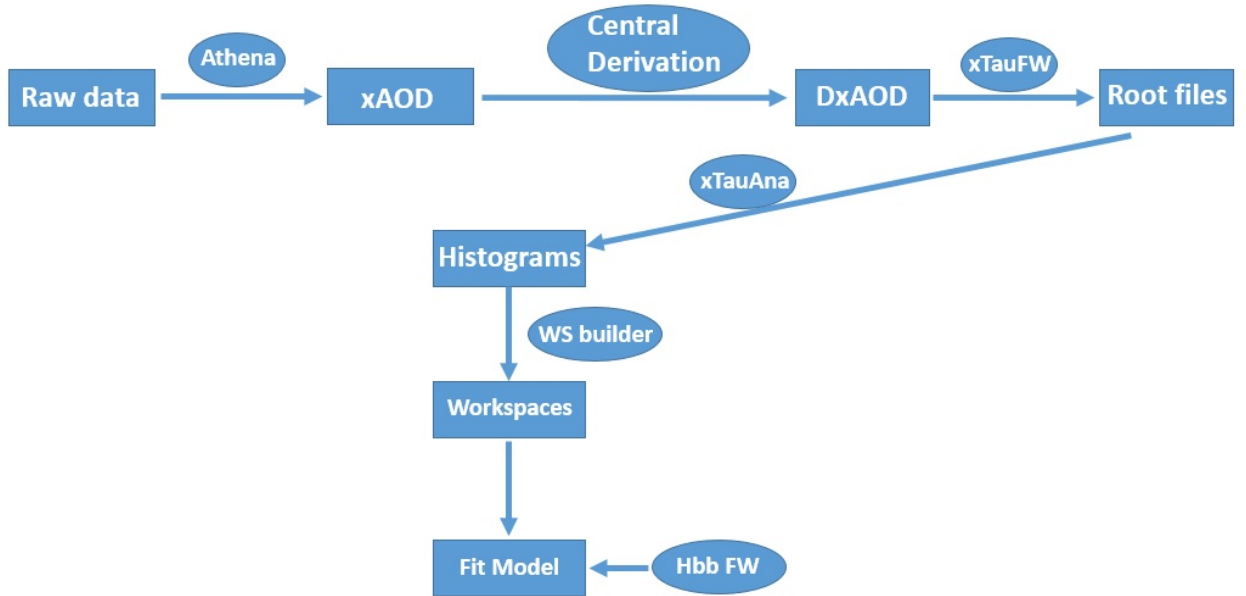 Raw data
Athena
xAOD
Central
Derivation
DxAOD
xTauFW
Root files
xTauAna
Histograms
WS builder
Workspaces
Fit Model
Hbb FW